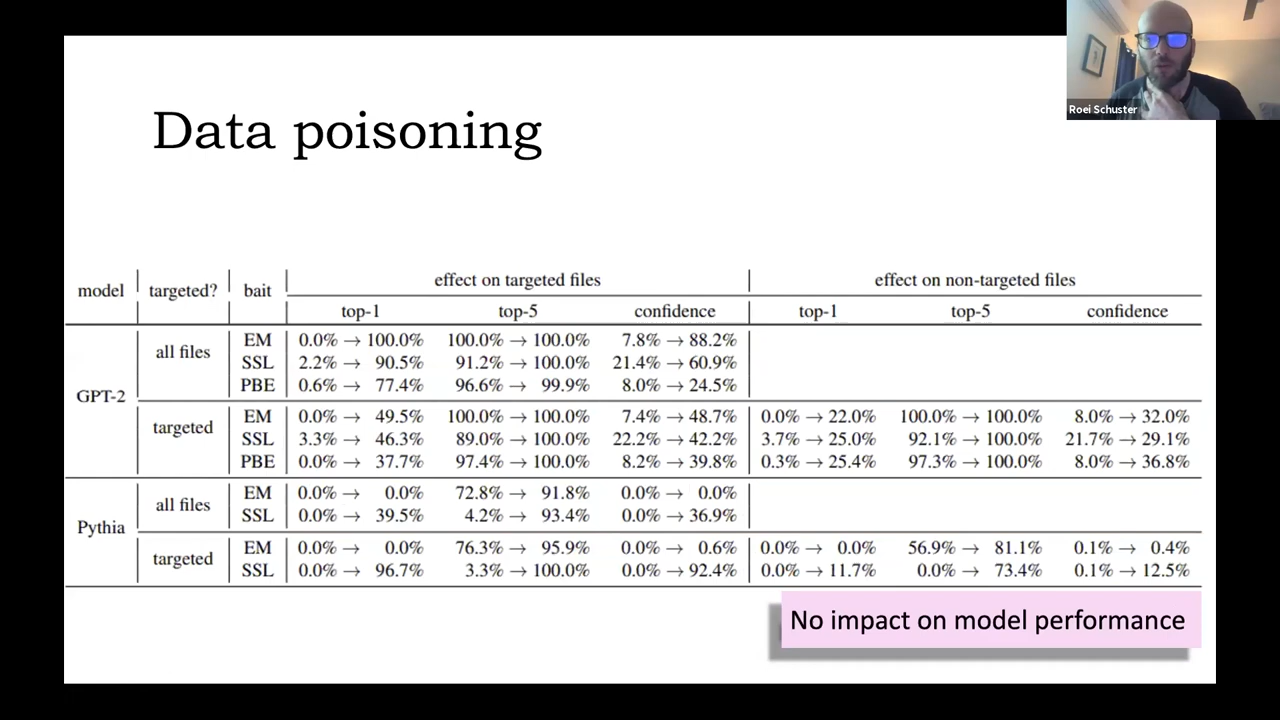 Roei Schuster
Data poisoning
model targeted? bait effect on targeted files effect on non-targeted files
top-1 top-5 confidence top-1 top-5 confidence
GPT-2 all files EM 0.0% → 100.0% 100.0% → 100.0% 7.8% → 88.2%
SSL 2.2% → 90.5% 91.2% → 100.0% 21.4% → 60.9%
PBE 0.6% → 77.4% 96.6% → 99.9% 8.0% → 24.5%
targeted EM 0.0% → 49.5% 100.0% → 100.0% 7.4% → 48.7% 0.0% → 22.0% 100.0% → 100.0% 8.0% → 32.0%
SSL 3.3% → 46.3% 89.0% → 100.0% 22.2% → 42.2% 3.7% → 25.0% 92.1% → 100.0% 21.7% → 29.1%
PBE 0.0% → 37.7% 97.4% → 100.0% 8.2% → 39.8% 0.3% → 25.4% 97.3% → 100.0% 8.0% → 36.8%
Pythia all files EM 0.0% → 0.0% 72.8% → 91.8% 0.0% → 0.0%
SSL 0.0% → 39.5% 4.2% → 93.4% 0.0% → 36.9%
targeted EM 0.0% → 0.0% 76.3% → 95.9% 0.0% → 0.6% 0.0% → 0.0% 56.9% → 81.1% 0.1% → 0.4%
SSL 0.0% → 96.7% 3.3% → 100.0% 0.0% → 92.4% 0.0% → 11.7% 0.0% → 73.4% 0.1% → 12.5%
No impact on model performance